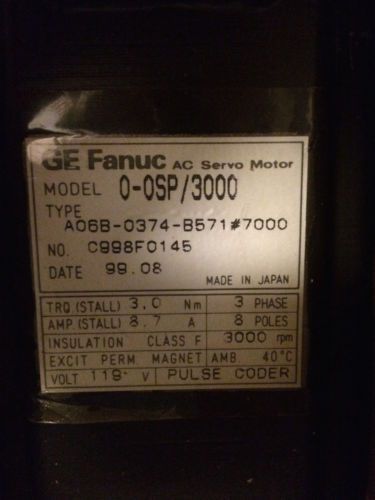 GE Fanuc AC Servo Motor
MODEL 0-0SP/3000
TYPE
A06B-0374-B571#7000
NO. C998F0145
DATE 99.08
MADE IN JAPAN
TRQ (STALL) 3.0 Nm 3 PHASE
AMP (STALL) 8.7 A 8 POLES
INSULATION CLASS F 3000 rpm
EXCIT PERM MAGNET AMB 40°C
VOLT 119 V PULSE CODER